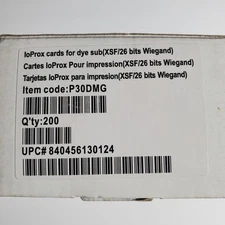 IoProx cards for dye sub(XSF/26 bits Wiegand)
Cartes IoProx Pour impression(XSF/26 bits Wiegand)
Tarjetas IoProx para impresion(XSF/26 bits Wiegand)
Item code:P30DMG
Q'ty:200
UPC# 840456130124